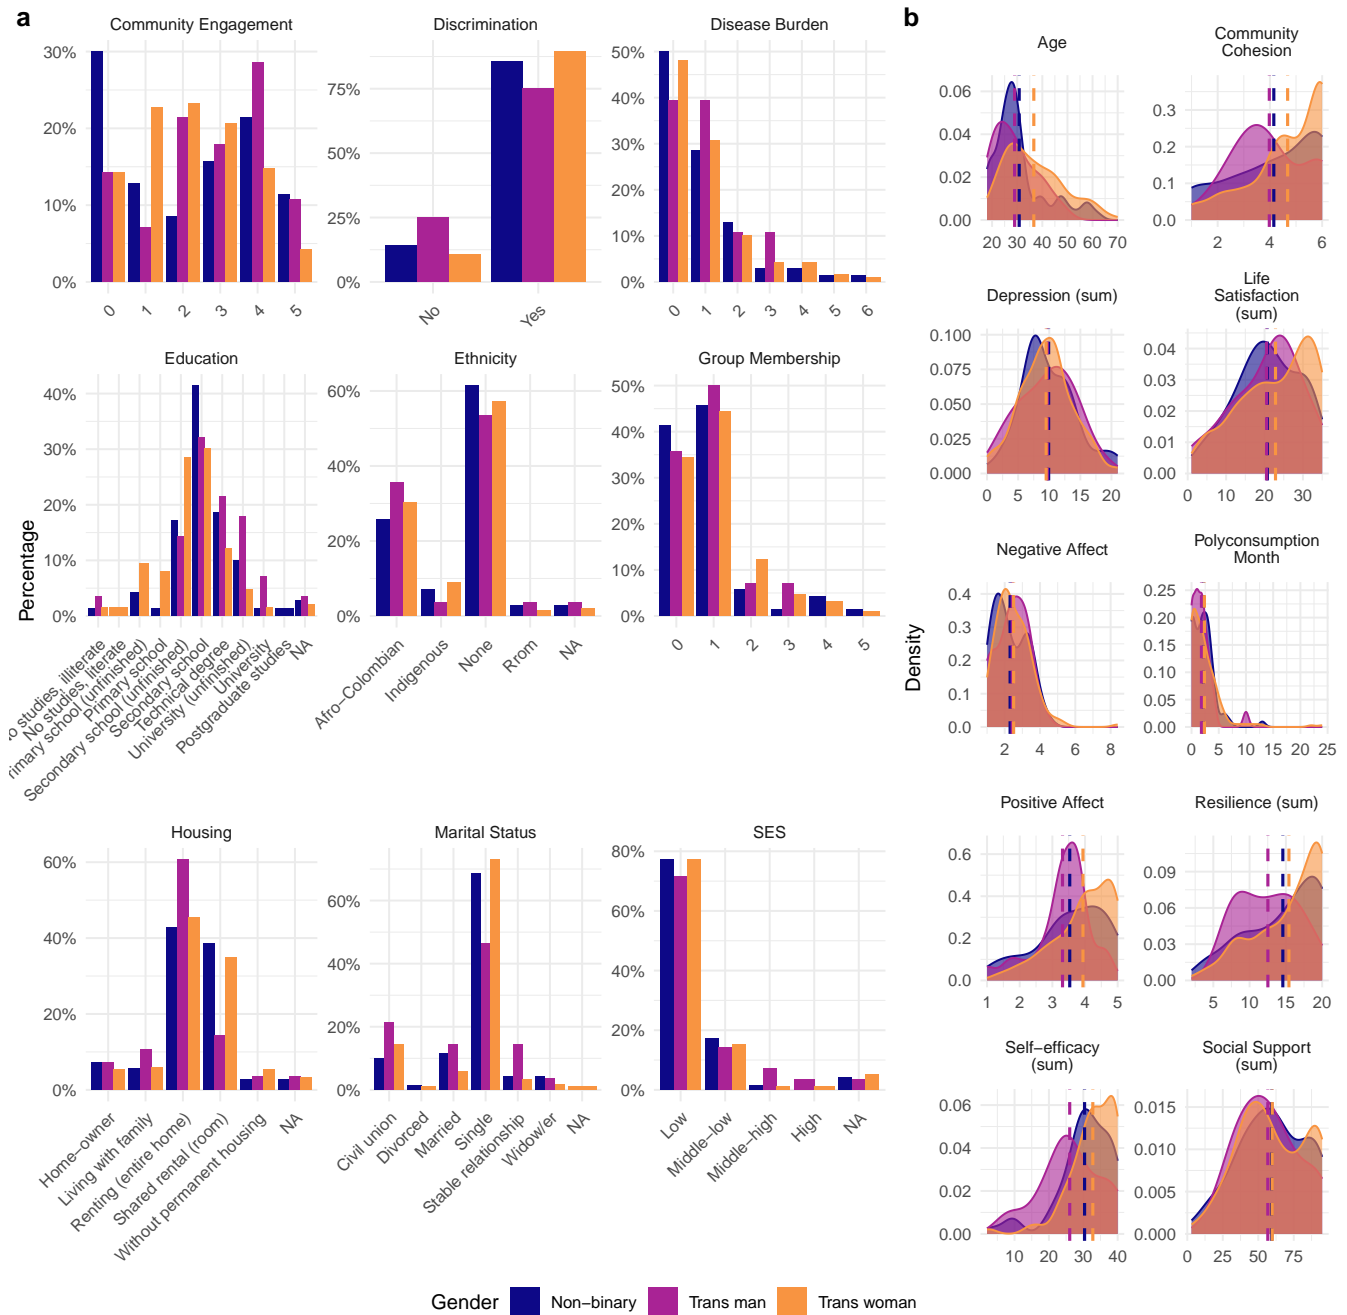 a
b
Community Engagement
Discrimination
Disease Burden
30%
20%
10%
0%
0 1 2 3 4 5
75%
50%
25%
0%
No Yes
50%
40%
30%
20%
10%
0%
0 1 2 3 4 5 6
Education
Ethnicity
Group Membership
40%
30%
20%
10%
0%
No studies, literate
Primary school
Secondary school (unfinished)
Secondary school
Technical degree
University (unfinished)
University
Postgraduate studies
NA
60%
40%
20%
0%
Afro−Colombian
Indigenous
None
Rrom
NA
50%
40%
30%
20%
10%
0%
0 1 2 3 4 5
Percentage
Housing
Marital Status
SES
60%
40%
20%
0%
Home−owner
Living with family
Renting (entire home)
Shared rental (room)
Without permanent housing
NA
60%
40%
20%
0%
Civil union
Divorced
Married
Single
Stable relationship
Widow/er
NA
80%
60%
40%
20%
0%
Low
Middle−low
Middle−high
High
NA
Age
0.06
0.04
0.02
0.00
20 30 40 50 60 70
Community
Cohesion
0.3
0.2
0.1
0.0
2 4 6
Depression (sum)
0.100
0.075
0.050
0.025
0.000
0 5 10 15 20
Life
Satisfaction
(sum)
0.04
0.03
0.02
0.01
0.00
0 10 20 30
Negative Affect
0.4
0.3
0.2
0.1
0.0
2 4 6 8
Polyconsumption
Month
0.25
0.20
0.15
0.10
0.05
0.00
0 5 10 15 20 25
Density
Positive Affect
0.6
0.4
0.2
0.0
1 2 3 4 5
Resilience (sum)
0.09
0.06
0.03
0.00
5 10 15 20
Self−efficacy
(sum)
0.06
0.04
0.02
0.00
10 20 30 40
Social Support
(sum)
0.015
0.010
0.005
0.000
0 25 50 75
Gender Non−binary Trans man Trans woman